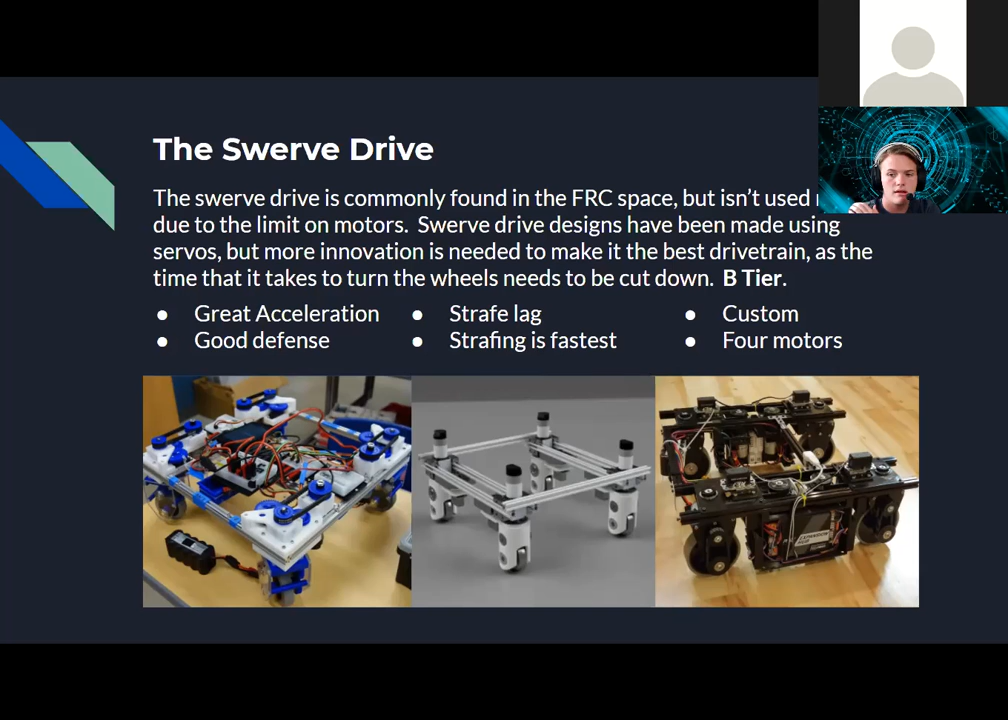 The Swerve Drive
The swerve drive is commonly found in the FRC space, but isn't used
due to the limit on motors. Swerve drive designs have been made using
servos, but more innovation is needed to make it the best drivetrain, as the
time that it takes to turn the wheels needs to be cut down. B Tier.
● Great Acceleration ● Strafe lag ● Custom
● Good defense ● Strafing is fastest ● Four motors
EXPANSION HUB